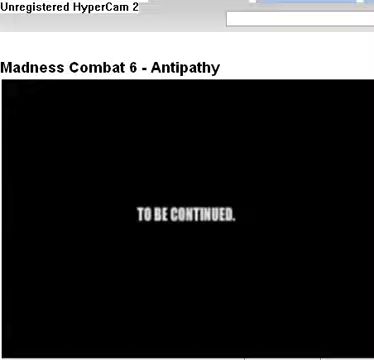 Unregistered HyperCam 2
Madness Combat 6 - Antipathy
TO BE CONTINUED.